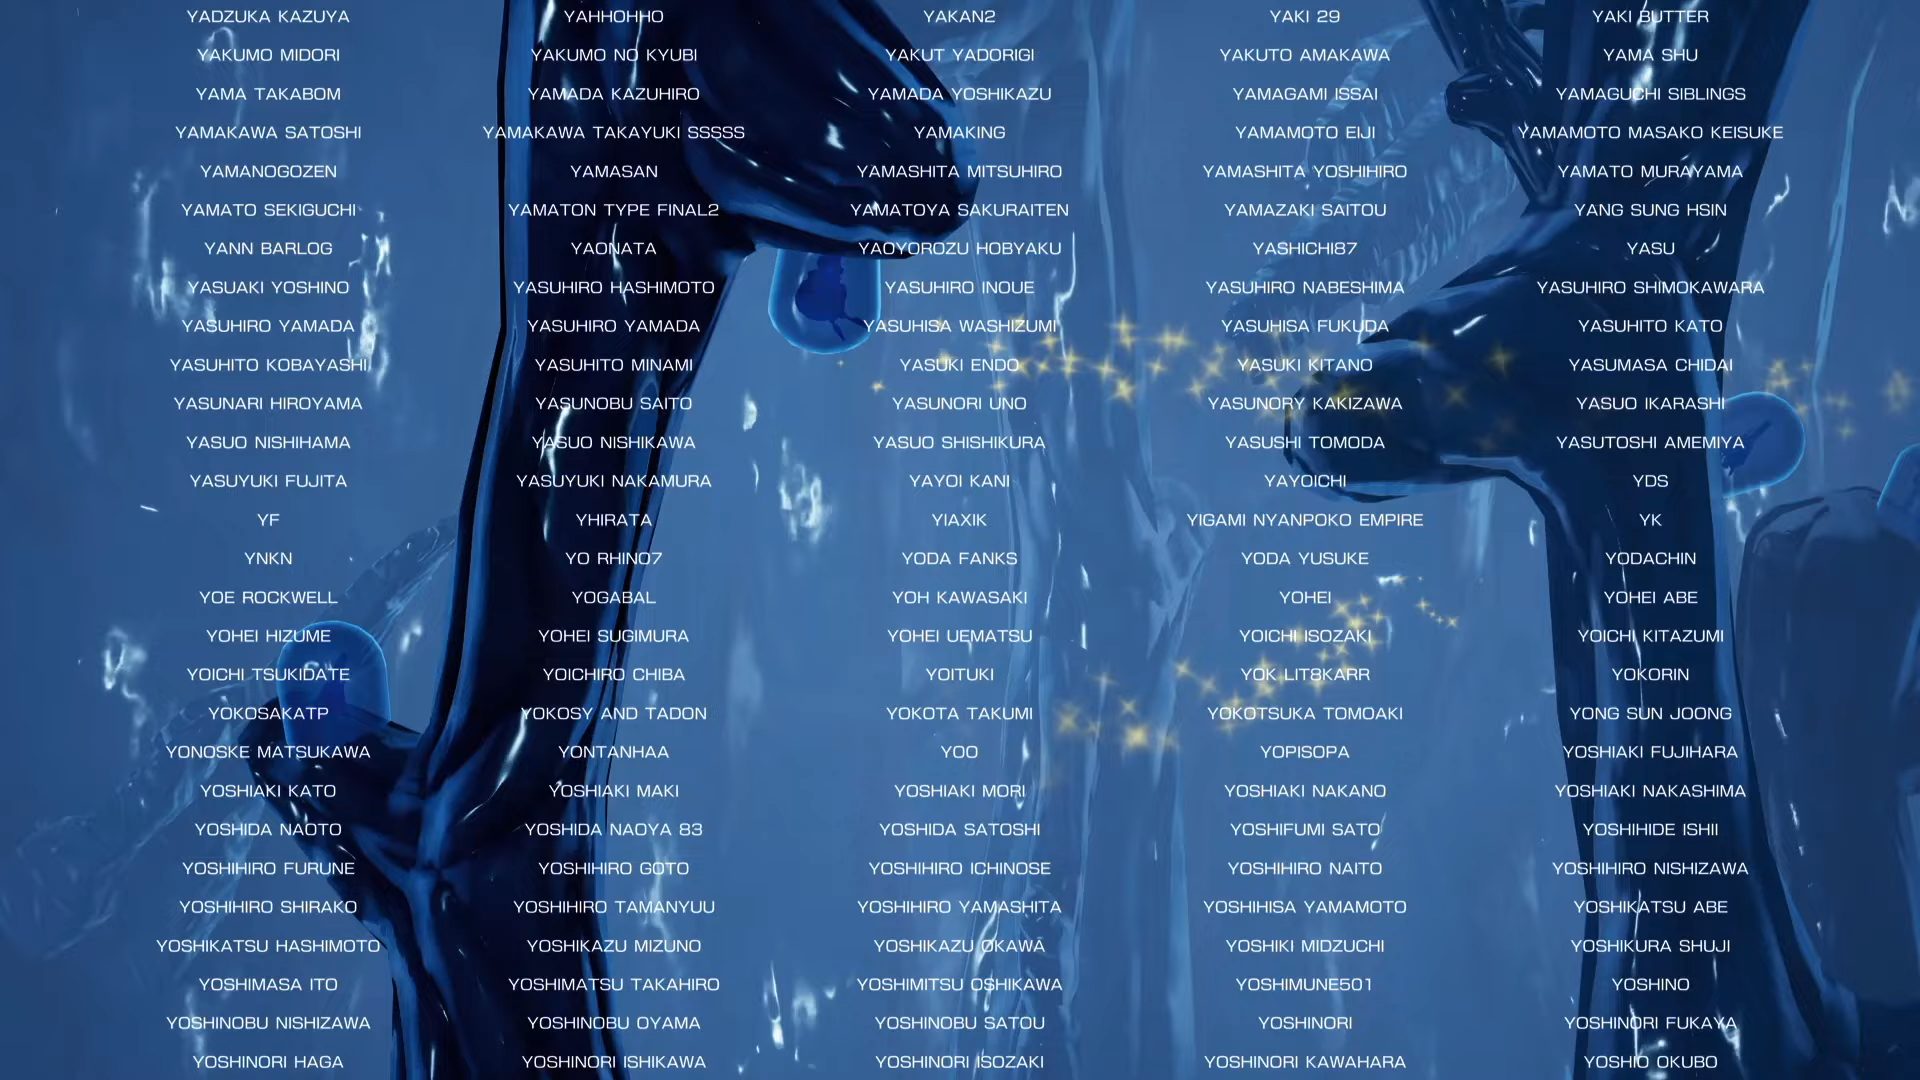 YADZUKA KAZUYA YAHHOHHO YAKAN2 YAKI 29 YAKI BUTTER
YAKUMO MIDORI YAKUMO NO KYUBI YAKUT YADORIGI YAKUTO AMAKAWA YAMA SHU
YAMA TAKABOM YAMADA KAZUHIRO YAMADA YOSHIKAZU YAMAGAMI ISSAI YAMAGUCHI SIBLINGS
YAMAKAWA SATOSHI YAMAKAWA TAKAYUKI SSSSS YAMAKING YAMAMOTO EIJI YAMAMOTO MASAKO KEISUKE
YAMANOGOZEN YAMASAN YAMASHITA MITSUHIRO YAMASHITA YOSHIHIRO YAMATO MURAYAMA
YAMATO SEKIGUCHI YAMATON TYPE FINAL2 YAMATOYA SAKURAITEN YAMAZAKI SAITOU YANG SUNG HSIN
YANN BARLOG YAONATA YAOYOROZU HOBYAKU YASHICHI87 YASU
YASUAKI YOSHINO YASUHIRO HASHIMOTO YASUHIRO INOUE YASUHIRO NABESHIMA YASUHIRO SHIMOKAWARA
YASUHIRO YAMADA YASUHIRO YAMADA YASUHISA WASHIZUMI YASUHISA FUKUDA YASUHITO KATO
YASUHITO KOBAYASHI YASUHITO MINAMI YASUKI ENDO YASUKI KITANO YASUMASA CHIDAI
YASUNARI HIROYAMA YASUNOBU SAITO YASUNORI UNO YASUNORY KAKIZAWA YASUO IKARASHI
YASUO NISHIHAMA YASUO NISHIKAWA YASUO SHISHIKURA YASUSHI TOMODA YASUTOSHI AMEMIYA
YASUYUKI FUJITA YASUYUKI NAKAMURA YAYOI KANI YAYOICHI YDS
YF YHIRATA YIAXIK YIGAMI NYANPOKO EMPIRE YK
YNKN YO RHINO7 YODA FANKS YODA YUSUKE YODACHIN
YOE ROCKWELL YOGABAL YOH KAWASAKI YOHEI YOHEI ABE
YOHEI HIZUME YOHEI SUGIMURA YOHEI UEMATSU YOICHI ISOZAKI YOICHI KITAZUMI
YOICHI TSUKIDATE YOICHIRO CHIBA YOITUKI YOK LIT8KARR YOKORIN
YOKOSAKATP YOKOSY AND TADON YOKOTA TAKUMI YOKOTSUKA TOMOAKI YONG SUN JOONG
YONOSKE MATSUKAWA YONTANHAA YOO YOPISOPA YOSHIAKI FUJIHARA
YOSHIAKI KATO YOSHIAKI MAKI YOSHIAKI MORI YOSHIAKI NAKANO YOSHIAKI NAKASHIMA
YOSHIDA NAOTO YOSHIDA NAOYA 83 YOSHIDA SATOSHI YOSHIFUMI SATO YOSHIHIDE ISHII
YOSHIHIRO FURUNE YOSHIHIRO GOTO YOSHIHIRO ICHINOSE YOSHIHIRO NAITO YOSHIHIRO NISHIZAWA
YOSHIHIRO SHIRAKO YOSHIHIRO TAMANYUU YOSHIHIRO YAMASHITA YOSHIHISA YAMAMOTO YOSHIKATSU ABE
YOSHIKATSU HASHIMOTO YOSHIKAZU MIZUNO YOSHIKAZU OKAWA YOSHIKI MIDZUCHI YOSHIKURA SHUJI
YOSHIMASA ITO YOSHIMATSU TAKAHIRO YOSHIMITSU OSHIKAWA YOSHIMUNE501 YOSHINO
YOSHINOBU NISHIZAWA YOSHINOBU OYAMA YOSHINOBU SATOU YOSHINORI YOSHINORI FUKAYA
YOSHINORI HAGA YOSHINORI ISHIKAWA YOSHINORI ISOZAKI YOSHINORI KAWAHARA YOSHIO OKUBO